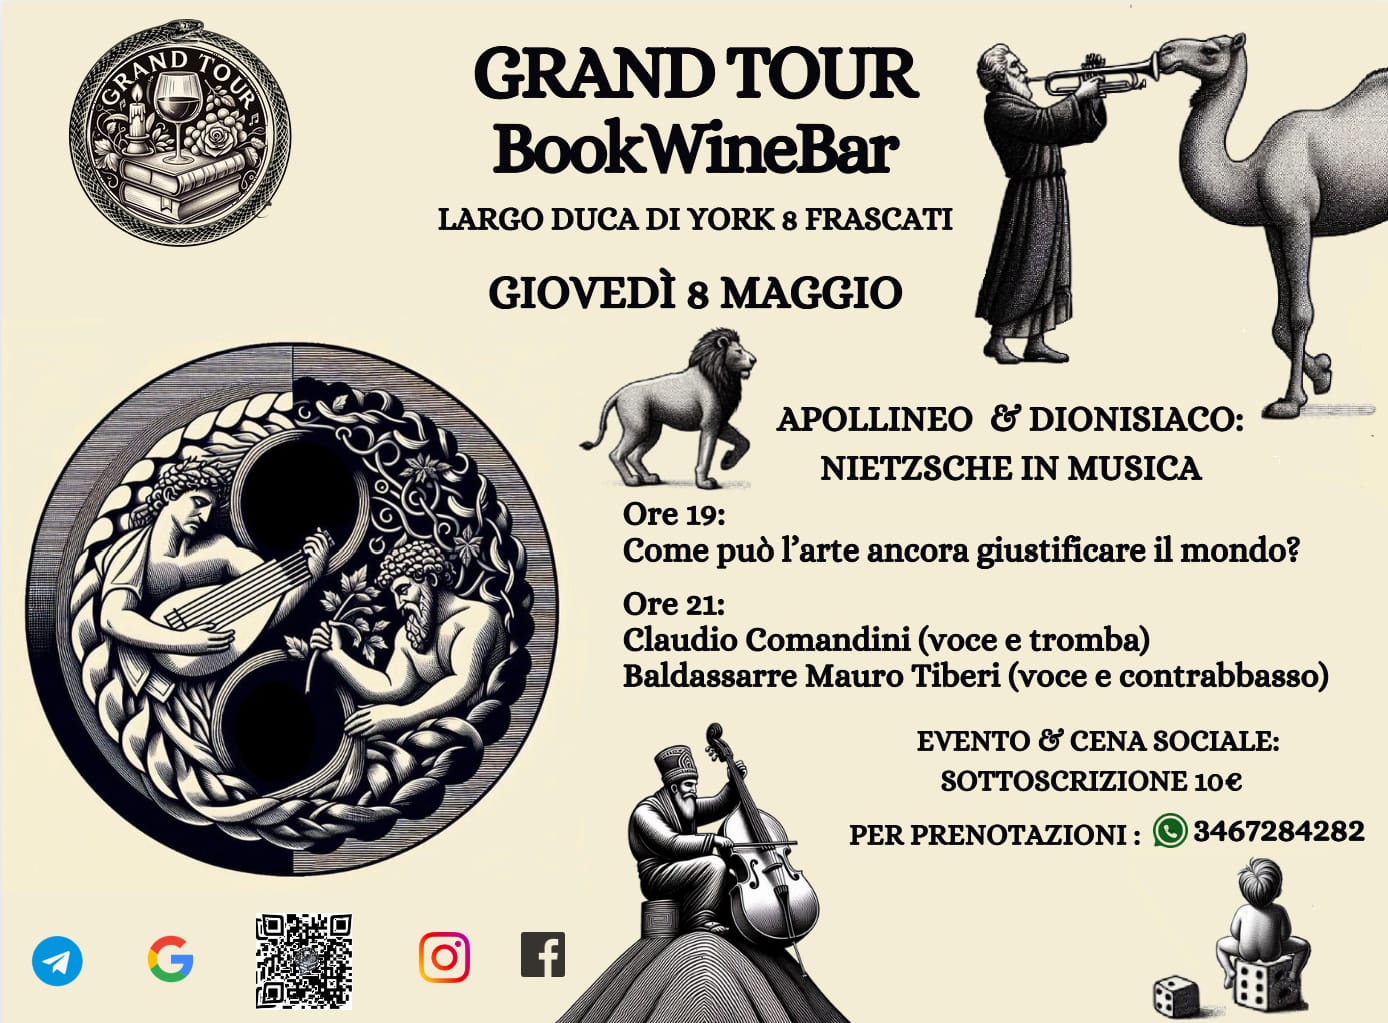 GRAND TOUR
GRAND TOUR
BookWineBar
LARGO DUCA DI YORK 8 FRASCATI
GIOVEDÌ 8 MAGGIO
APOLLINEO & DIONISIACO:
NIETZSCHE IN MUSICA
Ore 19:
Come può l’arte ancora giustificare il mondo?
Ore 21:
Claudio Comandini (voce e tromba)
Baldassarre Mauro Tiberi (voce e contrabbasso)
EVENTO & CENA SOCIALE:
SOTTOSCRIZIONE 10€
PER PRENOTAZIONI : 3467284282